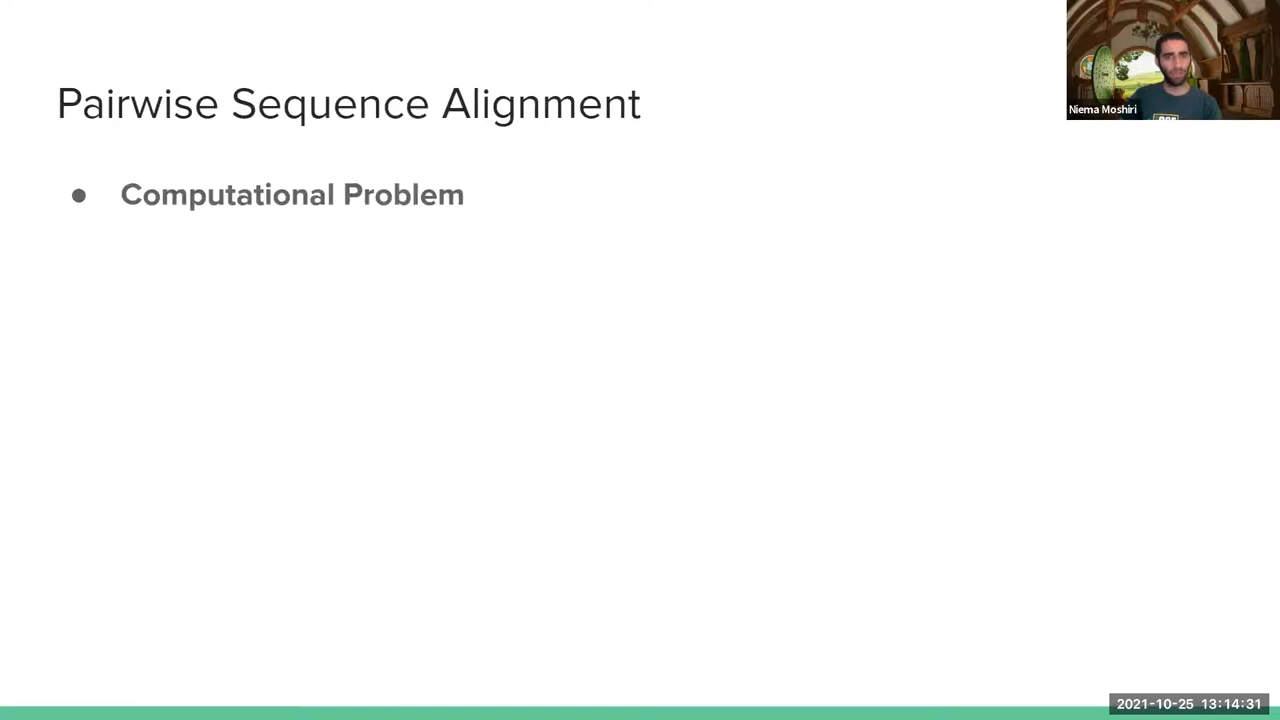 Pairwise Sequence Alignment
Niema Moshiri
● Computational Problem
2021-10-25 13:14:31